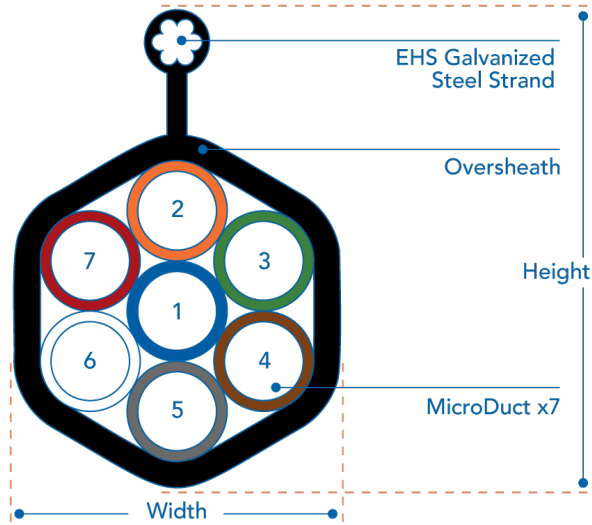 EHS Galvanized
Steel Strand
Oversheath
2
7
3
Height
1
6
4
MicroDuct x7
5
Width